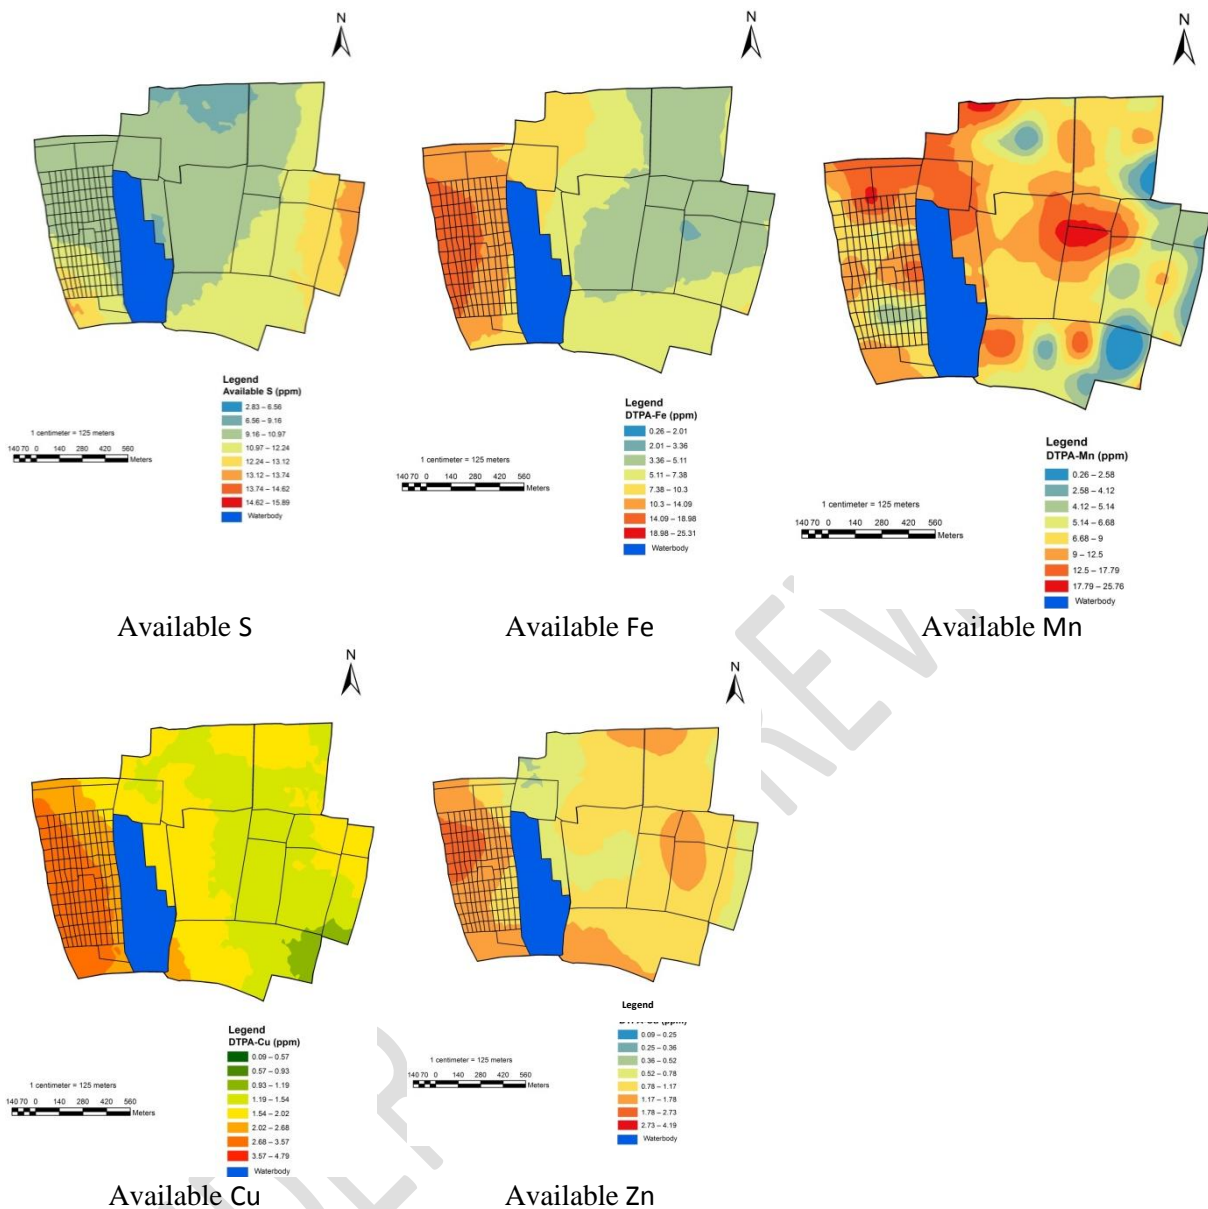 N
Legend
Available S (ppm)
2.83 – 6.56
6.56 – 9.16
9.16 – 10.97
10.97 – 12.24
12.24 – 13.12
13.12 – 13.74
13.74 – 14.62
14.62 – 15.89
Waterbody
1 centimeter = 125 meters
140 70 0 140 280 420 560
Meters
Available S
N
Legend
DTPA-Fe (ppm)
0.26 – 2.01
2.01 – 3.36
3.36 – 5.11
5.11 – 7.38
7.38 – 10.3
10.3 – 14.09
14.09 – 18.98
18.98 – 25.31
Waterbody
1 centimeter = 125 meters
140 70 0 140 280 420 560
Meters
Available Fe
N
Legend
DTPA-Mn (ppm)
0.26 – 2.58
2.58 – 4.12
4.12 – 5.14
5.14 – 6.68
6.68 – 9
9 – 12.5
12.5 – 17.79
17.79 – 25.76
Waterbody
1 centimeter = 125 meters
140 70 0 140 280 420 560
Meters
Available Mn
N
Legend
DTPA-Cu (ppm)
0.09 – 0.57
0.57 – 0.93
0.93 – 1.19
1.19 – 1.54
1.54 – 2.02
2.02 – 2.68
2.68 – 3.57
3.57 – 4.79
Waterbody
1 centimeter = 125 meters
140 70 0 140 280 420 560
Meters
Available Cu
N
Legend
(ppm)
0.09 – 0.25
0.25 – 0.36
0.36 – 0.52
0.52 – 0.78
0.78 – 1.17
1.17 – 1.78
1.78 – 2.73
2.73 – 4.19
Waterbody
1 centimeter = 125 meters
140 70 0 140 280 420 560
Meters
Available Zn